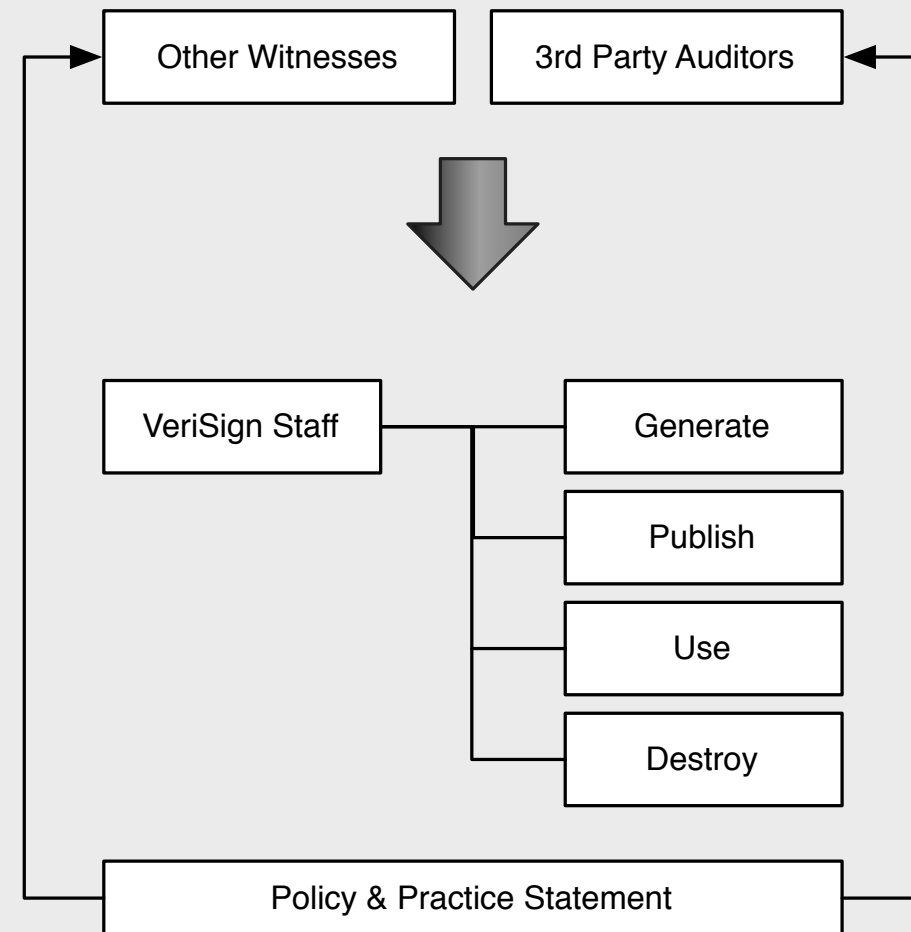 Other Witnesses
3rd Party Auditors
VeriSign Staff
Generate
Publish
Use
Destroy
Policy & Practice Statement